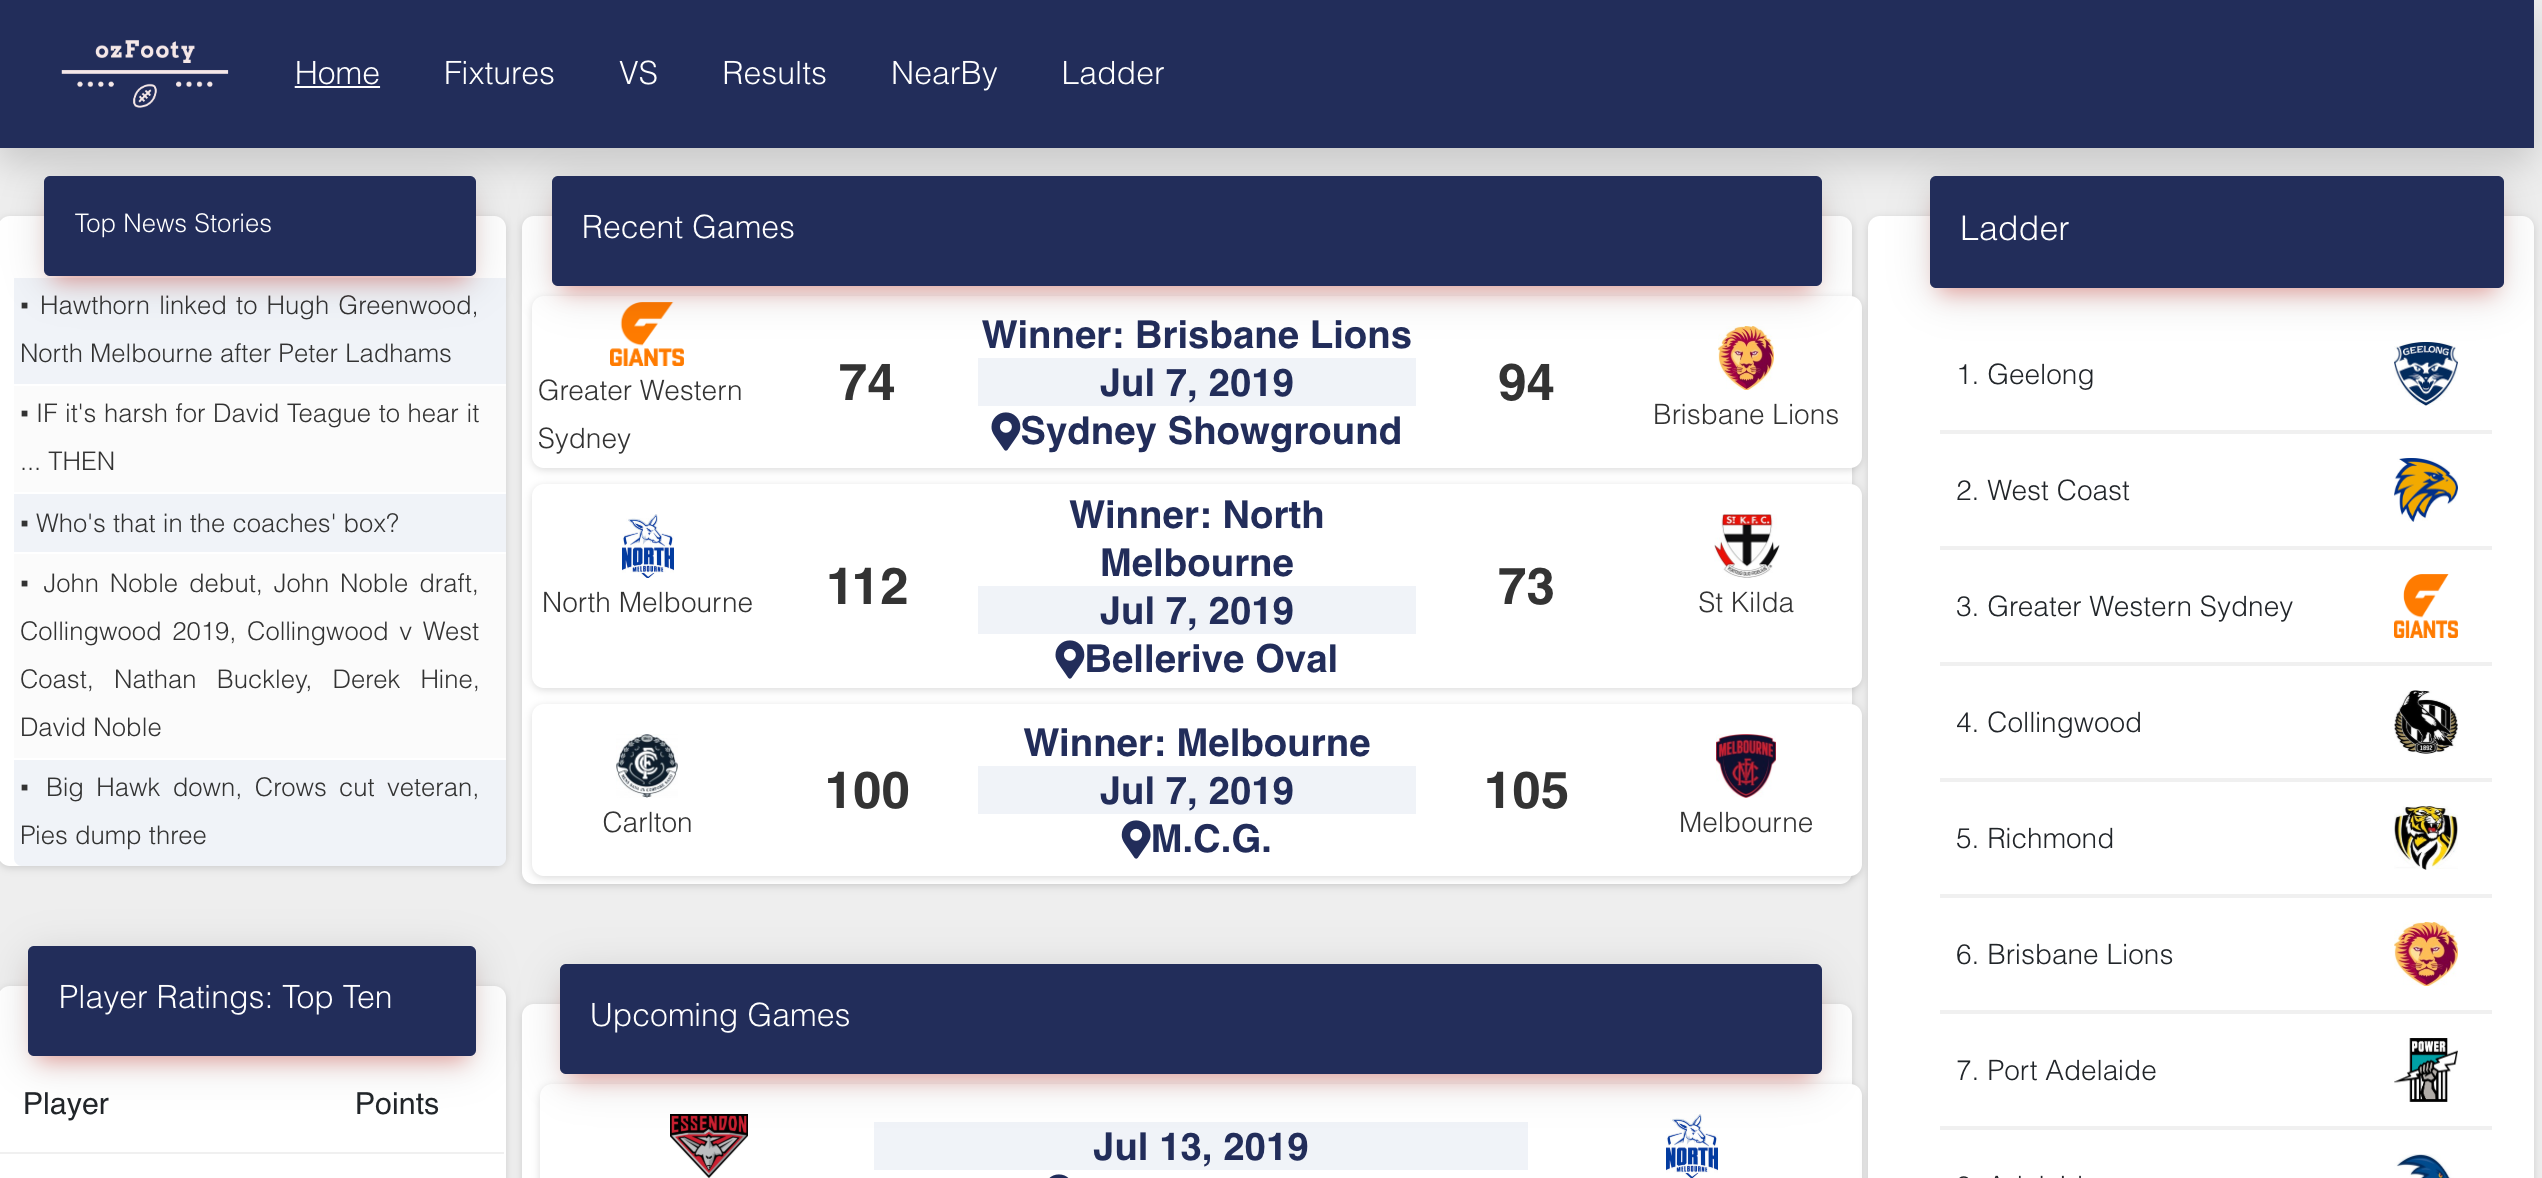 ozFooty
Home
Fixtures
VS
Results
NearBy
Ladder
Top News Stories
▪ Hawthorn linked to Hugh Greenwood,
North Melbourne after Peter Ladhams
▪ IF it's harsh for David Teague to hear it
... THEN
▪ Who's that in the coaches' box?
▪ John Noble debut, John Noble draft,
Collingwood 2019, Collingwood v West
Coast, Nathan Buckley, Derek Hine,
David Noble
▪ Big Hawk down, Crows cut veteran,
Pies dump three
Player Ratings: Top Ten
Player
Points
Recent Games
GIANTS
Greater Western
Sydney
74
Winner: Brisbane Lions
Jul 7, 2019
Sydney Showground
94
Brisbane Lions
NORTH
MELBOURNE
North Melbourne
112
Winner: North
Melbourne
Jul 7, 2019
Bellerive Oval
73
ST K.F.C.
St Kilda
Carlton
100
Winner: Melbourne
Jul 7, 2019
M.C.G.
105
MELBOURNE
Melbourne
Upcoming Games
ESSENDON
Jul 13, 2019
NORTH
MELBOURNE
Ladder
1. Geelong
GEELONG
2. West Coast
3. Greater Western Sydney
GIANTS
4. Collingwood
1892
5. Richmond
6. Brisbane Lions
7. Port Adelaide
POWER